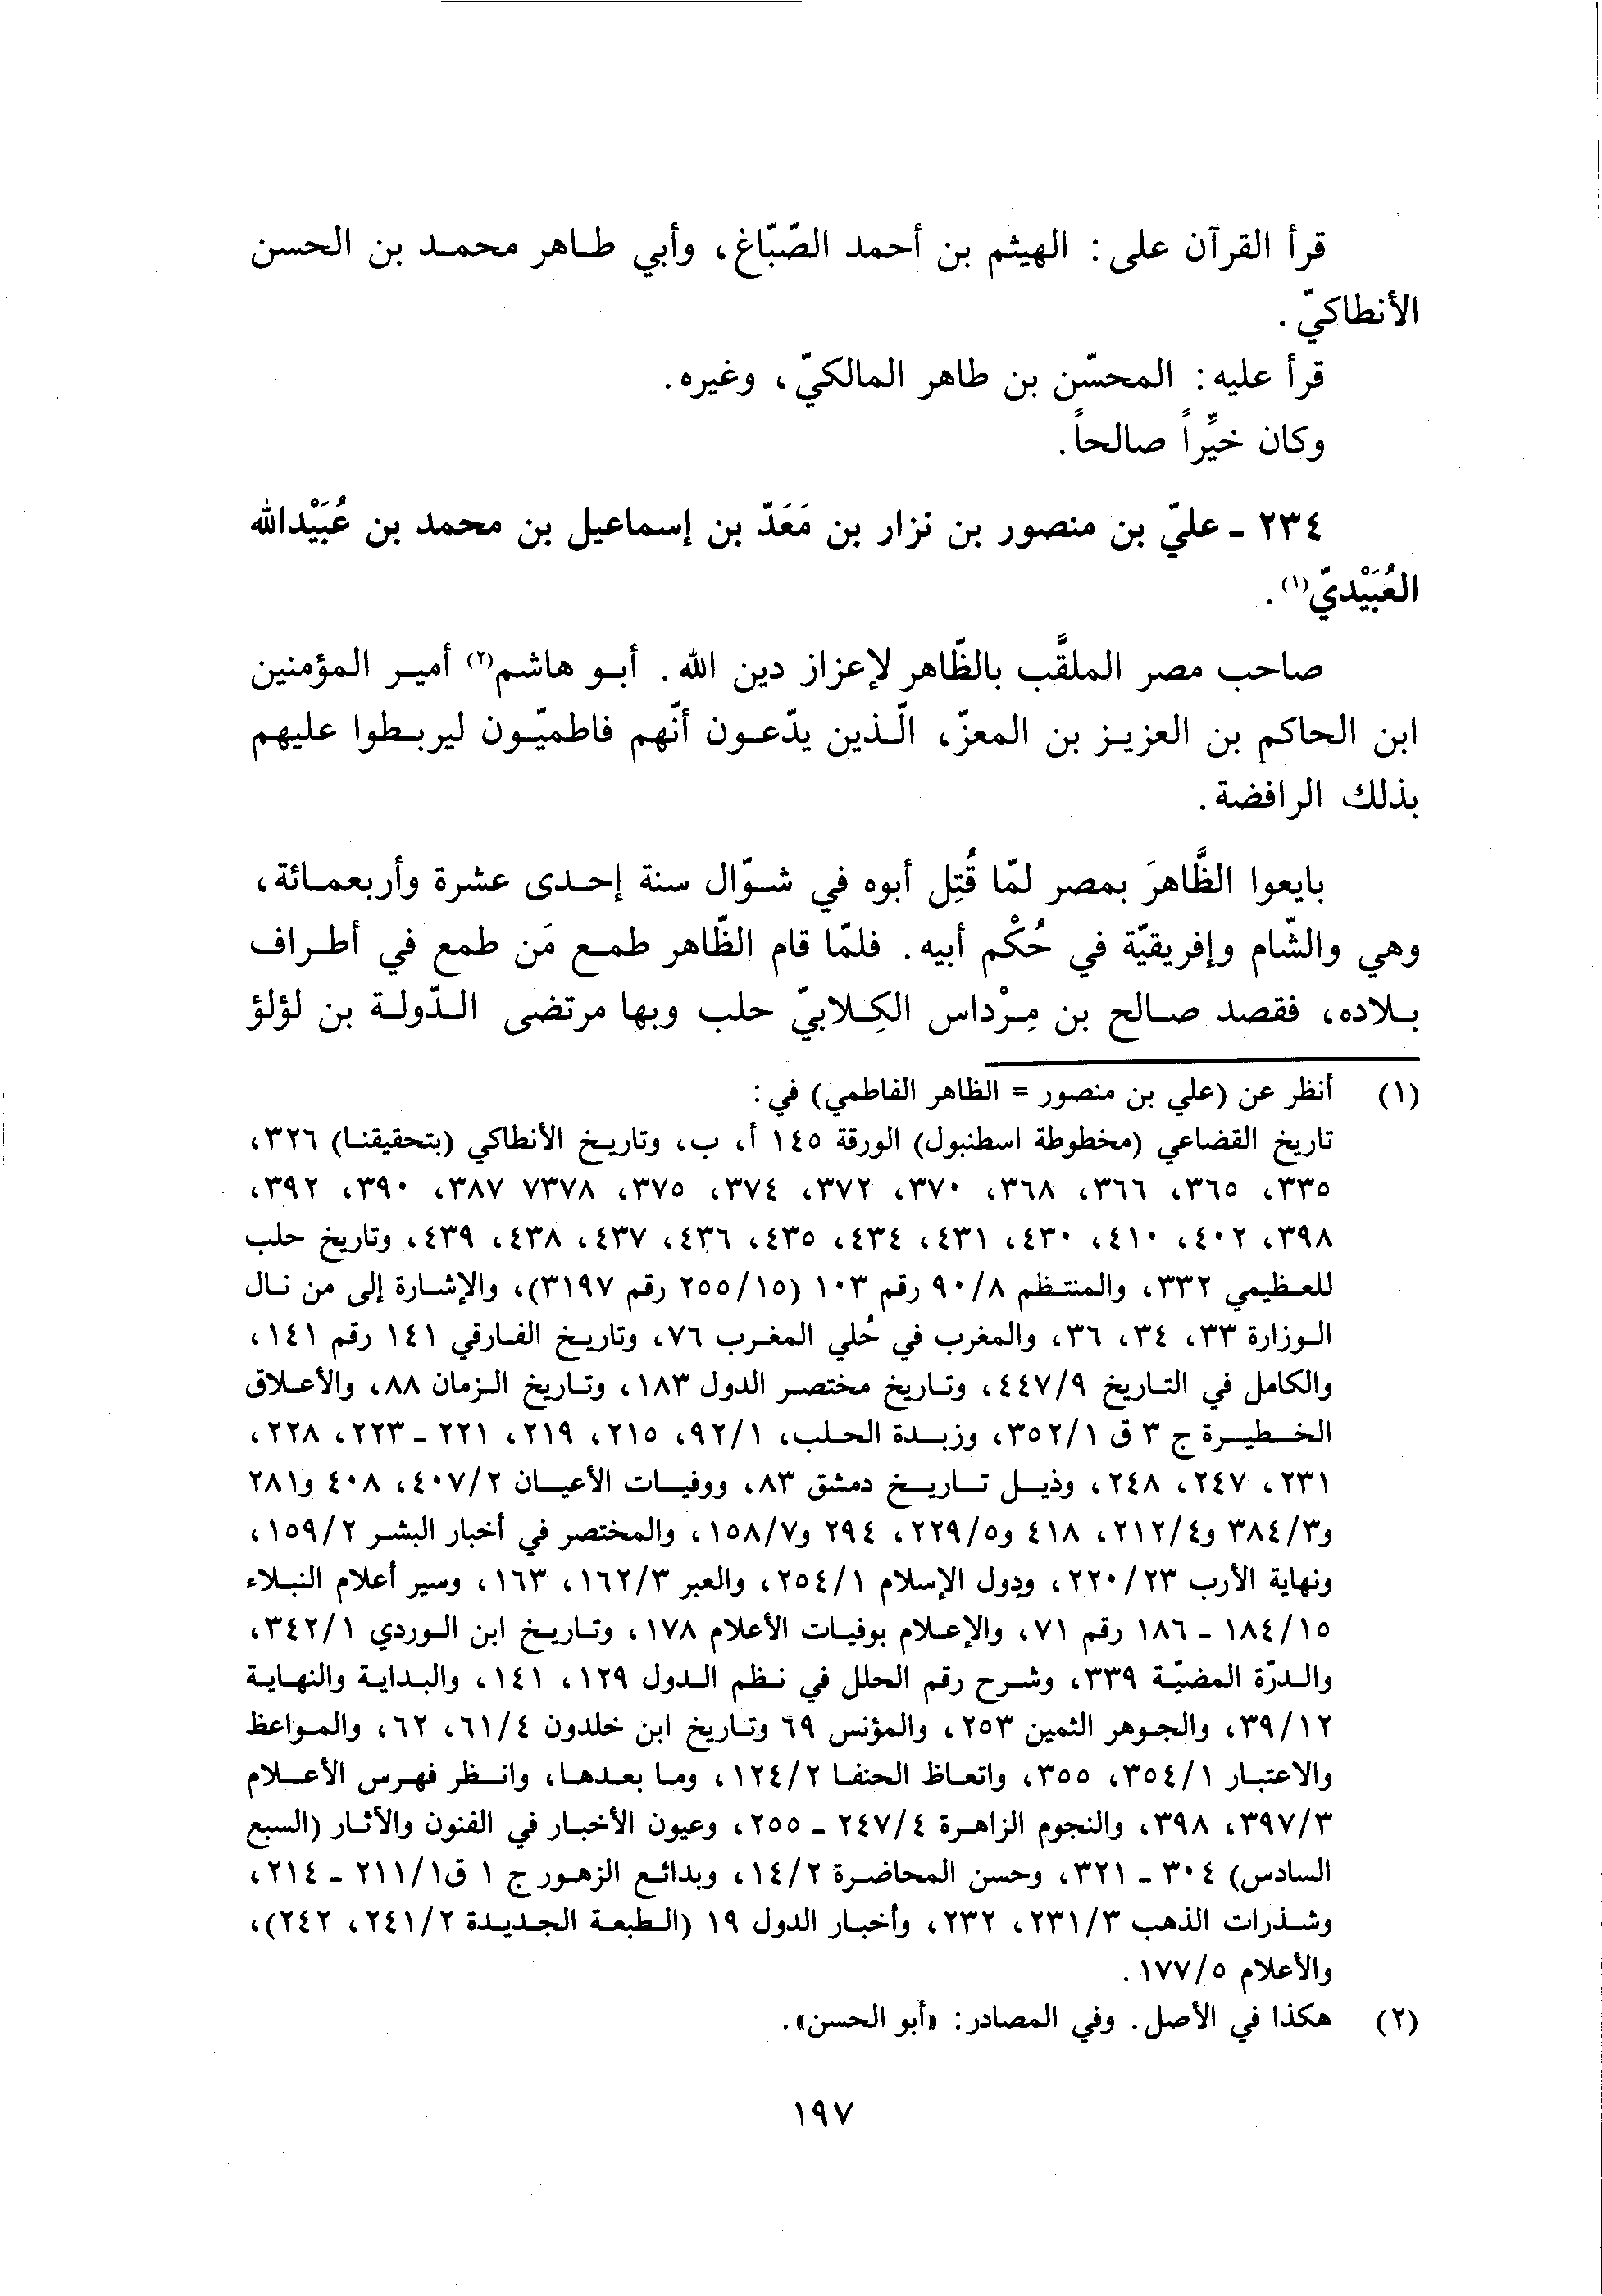 قرأ القرآن على: الهيثم بن أحمد الصّبّاغ، وأبي طاهر محمد بن الحسن
الأنطاكيّ.
قرأ عليه: المحسّن بن طاهر المالكيّ، وغيره.
وكان خيِّراً صالحاً.
٢٣٤ - عليّ بن منصور بن نزار بن مَعَدّ بن إسماعيل بن محمد بن عُبَيْدالله
العُبَيْديّ(١).
صاحب مصر الملقَّب بالظّاهر لإعزاز دين الله. أبو هاشم(٢) أمير المؤمنين
ابن الحاكم بن العزيز بن المعزّ، الّذين يدّعون أنّهم فاطميّون ليربطوا عليهم
بذلك الرافضة.
بايعوا الظَّاهرَ بمصر لمّا قُتِل أبوه في شوّال سنة إحدى عشرة وأربعمائة،
وهي والشّام وإفريقيّة في حُكْم أبيه. فلمّا قام الظّاهر طمع مَن طمع في أطراف
بلاده، فقصد صالح بن مِرْداس الكِلابيّ حلب وبها مرتضى الدّولة بن لؤلؤ
(١) أنظر عن (علي بن منصور = الظاهر الفاطمي) في:
تاريخ القضاعي (مخطوطة اسطنبول) الورقة ١٤٥ أ، ب، وتاريخ الأنطاكي (بتحقيقنا) ٣٢٦،
٣٣٥، ٣٦٥، ٣٦٦، ٣٦٨، ٣٧٠، ٣٧٢، ٣٧٤، ٣٧٥، ٧٣٧٨ ٣٨٧، ٣٩٠، ٣٩٢،
٣٩٨، ٤٠٢، ٤١٠، ٤٣٠، ٤٣١، ٤٣٤، ٤٣٥، ٤٣٦، ٤٣٧، ٤٣٨، ٤٣٩، وتاريخ حلب
للعظيمي ٣٣٢، والمنتظم ٩٠/٨ رقم ١٠٣ (٢٥٥/١٥ رقم ٣١٩٧)، والإشارة إلى من نال
الوزارة ٣٣، ٣٤، ٣٦، والمغرب في حُلي المغرب ٧٦، وتاريخ الفارقي ١٤١ رقم ١٤١،
والكامل في التاريخ ٤٤٧/٩، وتاريخ مختصر الدول ١٨٣، وتاريخ الزمان ٨٨، والأعلاق
الخطيرة ج ٣ ق ٣٥٢/١، وزبدة الحلب، ٩٢/١، ٢١٥، ٢١٩، ٢٢١ - ٢٢٣، ٢٢٨،
٢٣١، ٢٤٧، ٢٤٨، وذيل تاريخ دمشق ٨٣، ووفيات الأعيان ٤٠٧/٢، ٤٠٨ و٢٨١
و٣٨٤/٣ و٢١٢/٤، ٤١٨ و٢٢٩/٥، ٢٩٤ و١٥٨/٧، والمختصر في أخبار البشر ١٥٩/٢،
ونهاية الأرب ٢٢٠/٢٣، ودول الإسلام ٢٥٤/١، والعبر ١٦٢/٣، ١٦٣، وسير أعلام النبلاء
١٨٤/١٥ - ١٨٦ رقم ٧١، والإعلام بوفيات الأعلام ١٧٨، وتاريخ ابن الوردي ٣٤٢/١،
والدرّة المضيّة ٣٣٩، وشرح رقم الحلل في نظم الدول ١٢٩، ١٤١، والبداية والنهاية
٣٩/١٢، والجوهر الثمين ٢٥٣، والمؤنس ٦٩ وتاريخ ابن خلدون ٦١/٤، ٦٢، والمواعظ
والاعتبار ٣٥٤/١، ٣٥٥، واتعاظ الحنفا ١٢٤/٢، وما بعدها، وانظر فهرس الأعلام
٣٩٧/٣، ٣٩٨، والنجوم الزاهرة ٢٤٧/٤ - ٢٥٥، وعيون الأخبار في الفنون والآثار (السبع
السادس) ٣٠٤ - ٣٢١، وحسن المحاضرة ١٤/٢، وبدائع الزهور ج ١ ق٢١١/١ - ٢١٤،
وشذرات الذهب ٢٣١/٣، ٢٣٢، وأخبار الدول ١٩ (الطبعة الجديدة ٢٤١/٢، ٢٤٢)،
والأعلام ١٧٧/٥.
(٢) هكذا في الأصل. وفي المصادر: «أبو الحسن».
١٩٧